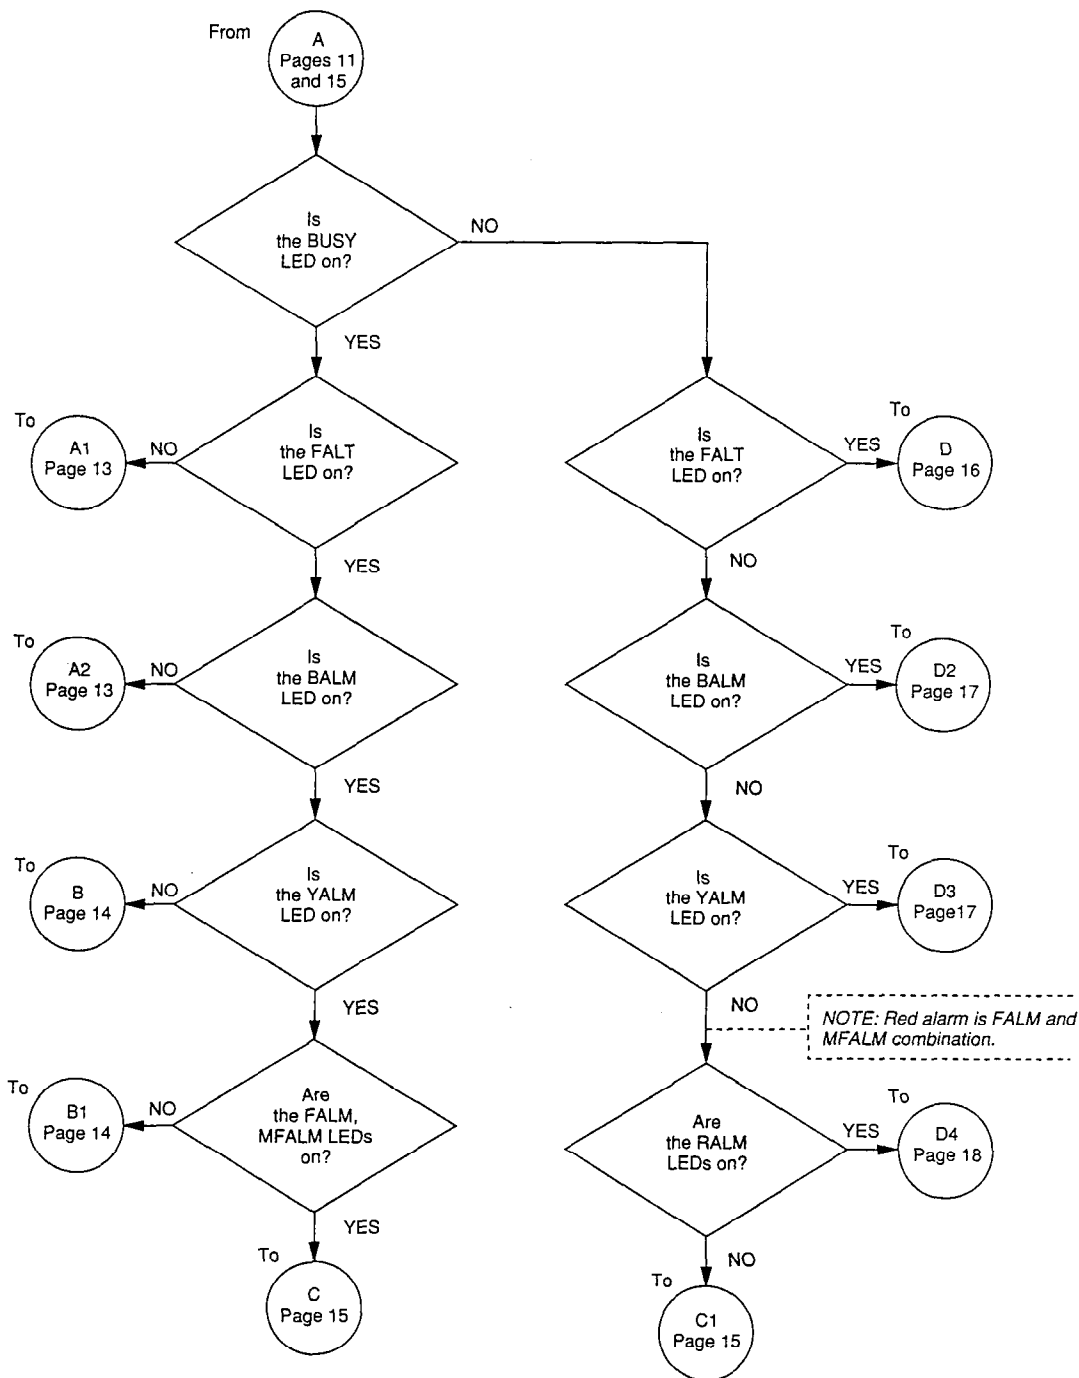 From
A
Pages 11
and 15
Is
the BUSY
LED on?
NO
YES
To
A1
Page 13
NO
Is
the FALT
LED on?
Is
the FALT
LED on?
YES
To
D
Page 16
YES
NO
To
A2
Page 13
NO
Is
the BALM
LED on?
Is
the BALM
LED on?
YES
To
D2
Page 17
YES
NO
To
B
Page 14
NO
Is
the YALM
LED on?
Is
the YALM
LED on?
YES
To
D3
Page17
YES
NO
NOTE: Red alarm is FALM and
MFALM combination.
To
B1
Page 14
NO
Are
the FALM,
MFALM LEDs
on?
Are
the RALM
LEDs on?
YES
To
D4
Page 18
YES
To
C
Page 15
NO
To
C1
Page 15